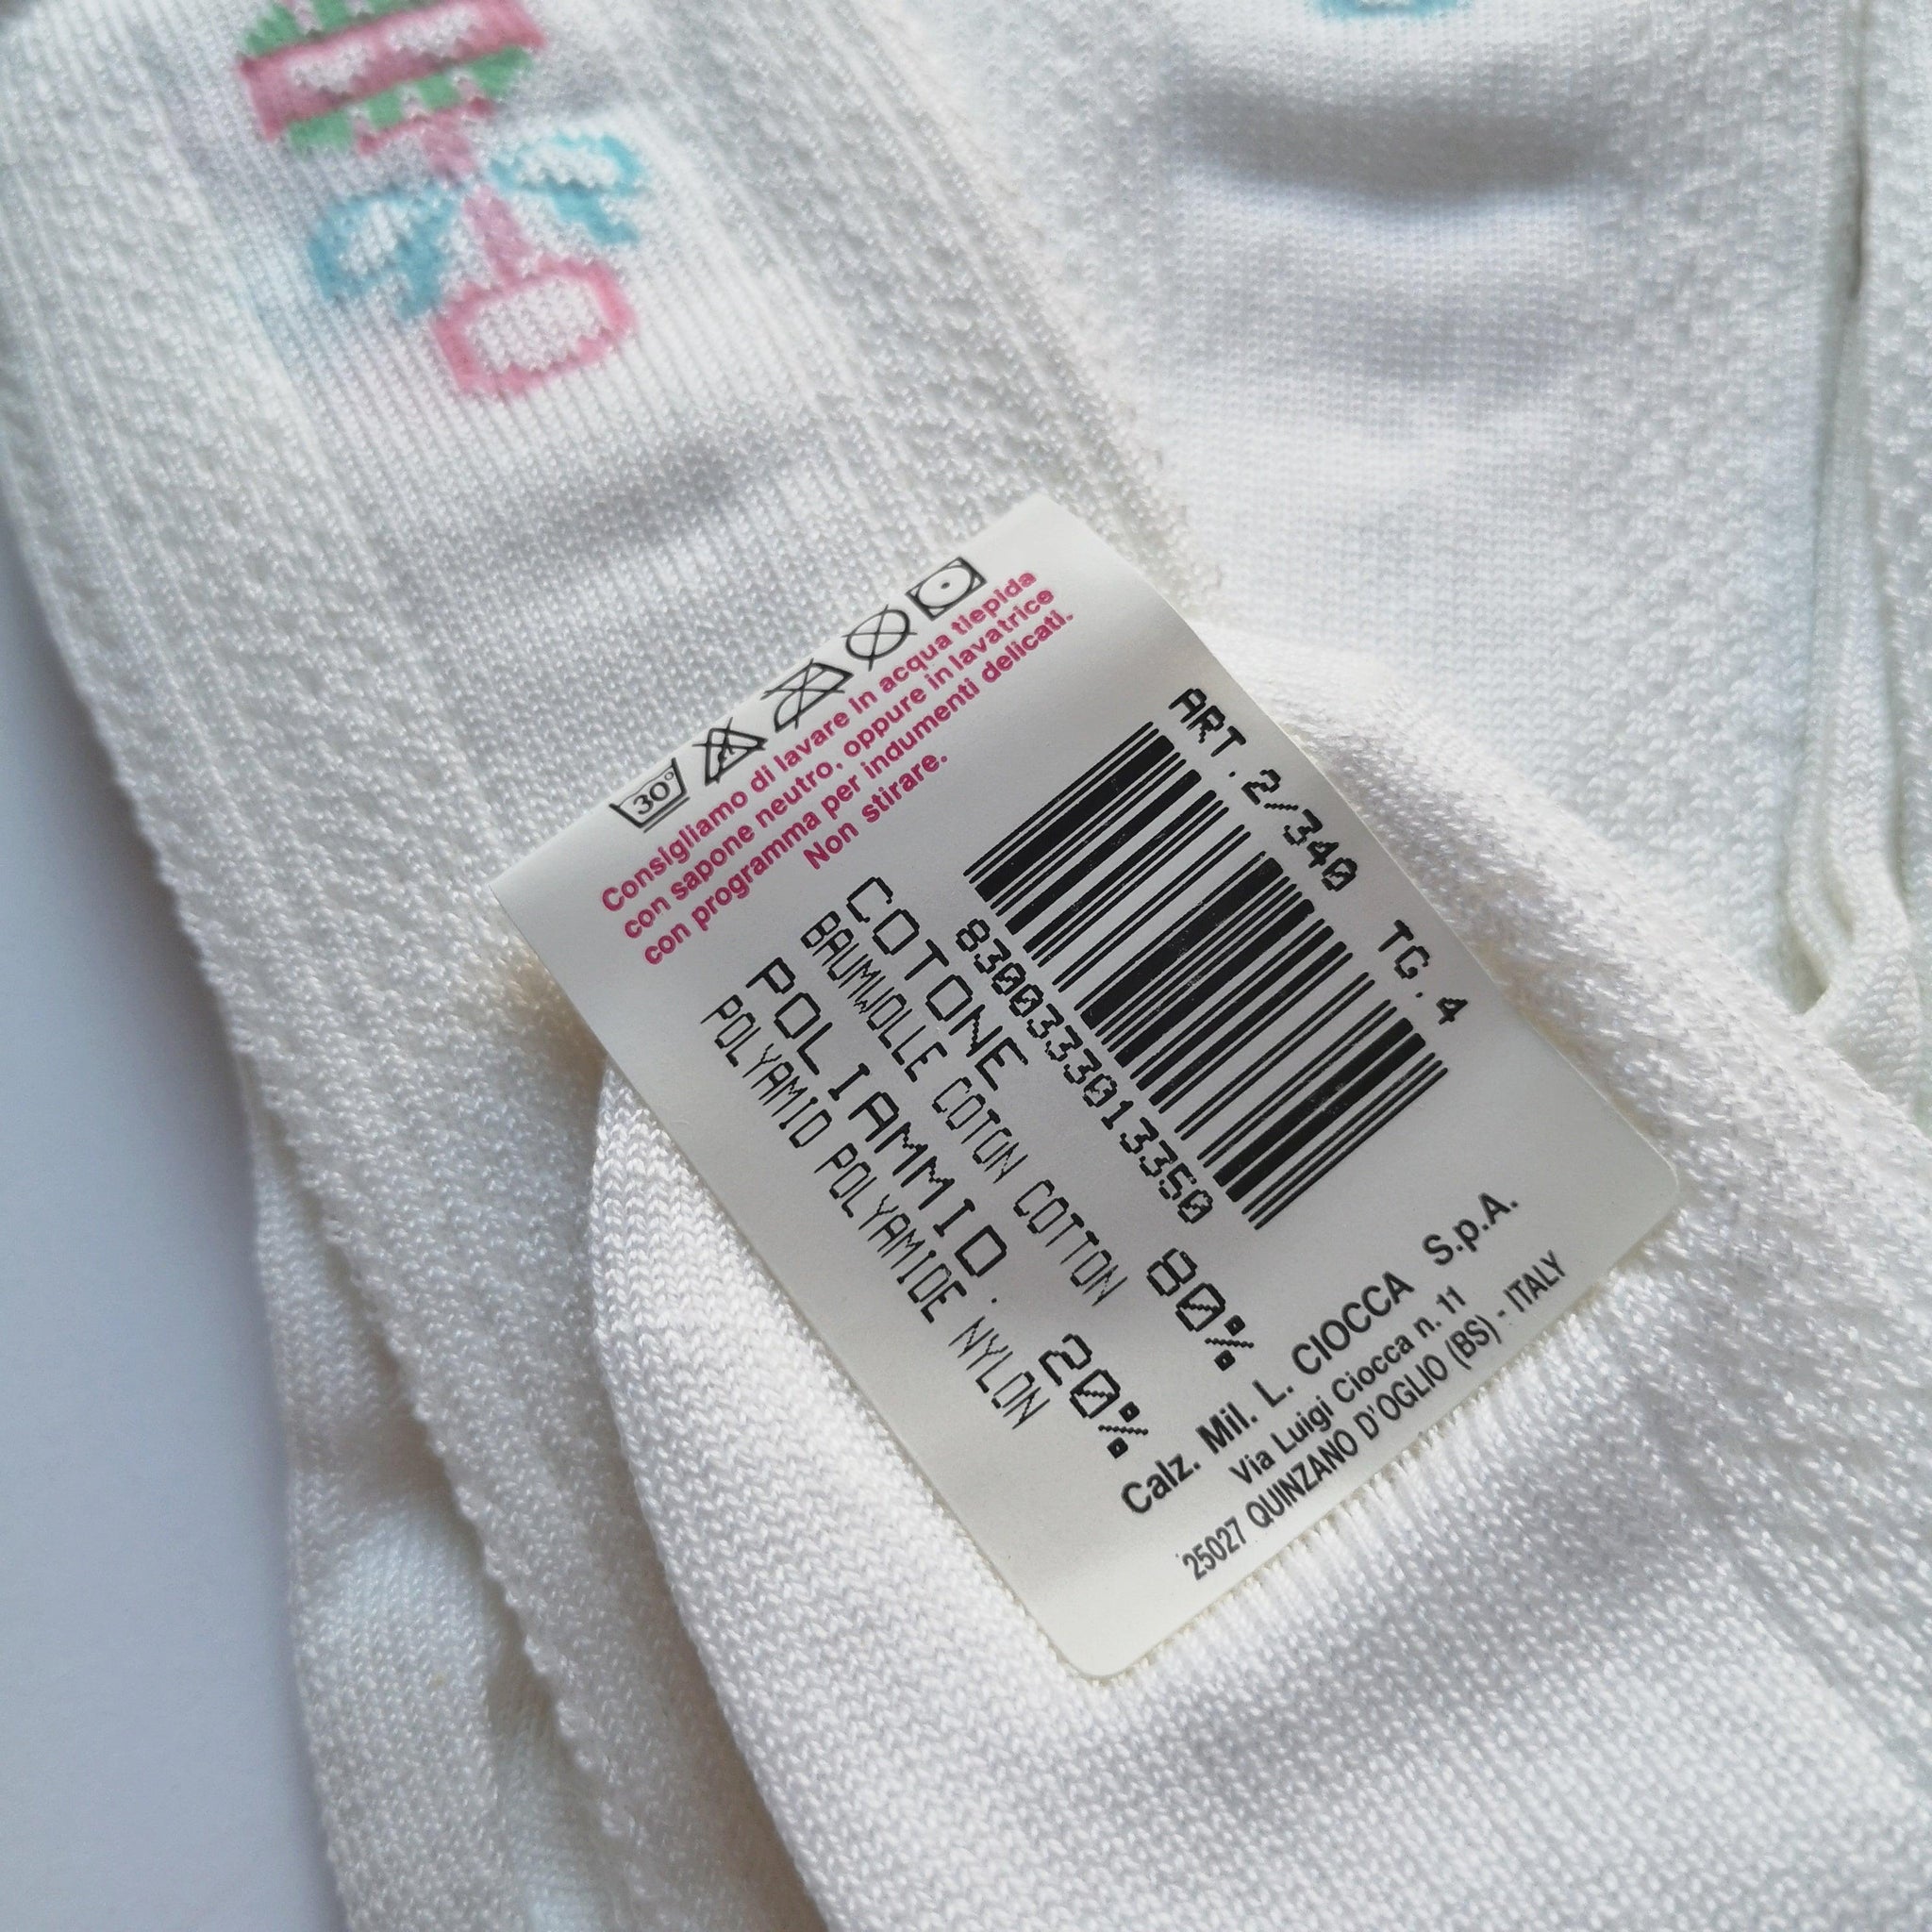 30°
Consigliamo di lavare in acqua tiepida
con sapone neutro, oppure in lavatrice
con programma per indumenti delicati.
Non stirare.
ART.2/340 TG.4
8300333013350
COTONE 80%
BAUMWOLLE COTON COTTON
POLIAMMID. 20%
POLYAMID POLYAMIDE NYLON
Calz. Mil. L. CIOCCA S.p.A.
Via Luigi Ciocca n. 11
25027 QUINZANO D'OGLIO (BS) - ITALY